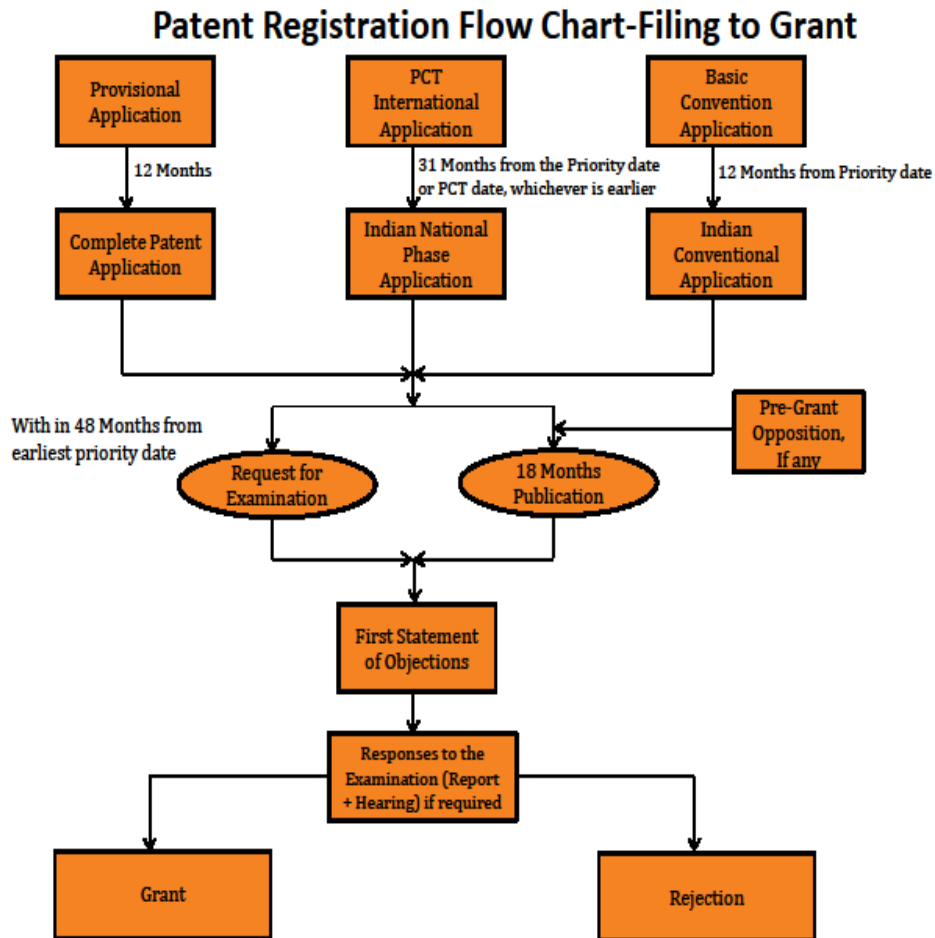 Patent Registration Flow Chart-Filing to Grant
Provisional
Application
PCT
International
Application
Basic
Convention
Application
12 Months
31 Months from the Priority date
or PCT date, whichever is earlier
12 Months from Priority date
Complete Patent
Application
Indian National
Phase
Application
Indian
Conventional
Application
With in 48 Months from
earliest priority date
Request for
Examination
18 Months
Publication
Pre-Grant
Opposition,
If any
First Statement
of Objections
Responses to the
Examination (Report
+ Hearing) if required
Grant
Rejection